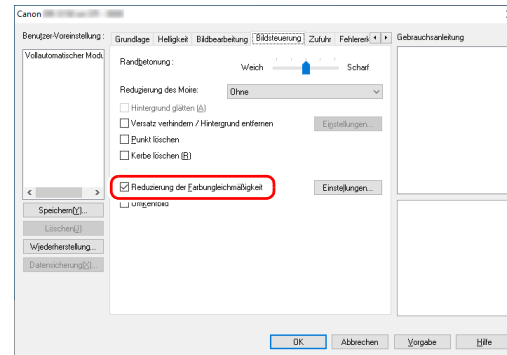 Canon
Benutzer-Voreinstellung :
Vollautomatischer Modu
Speichern[Y]...
Löschen[J]
Wiederherstellung...
Datensicherung[X]...
Grundlage Helligkeit Bildbearbeitung Bildsteuerung Zufuhr Fehlererk
Randbetonung :
Weich Scharf
Reduzierung des Moire: Ohne
Hintergrund glätten (A)
Versatz verhindern / Hintergrund entfernen Einstellungen...
Punkt löschen
Kerbe löschen (R)
Reduzierung der Farbungleichmäßigkeit Einstellungen...
Umkehrbild
Gebrauchsanleitung
OK Abbrechen Vorgabe Hilfe